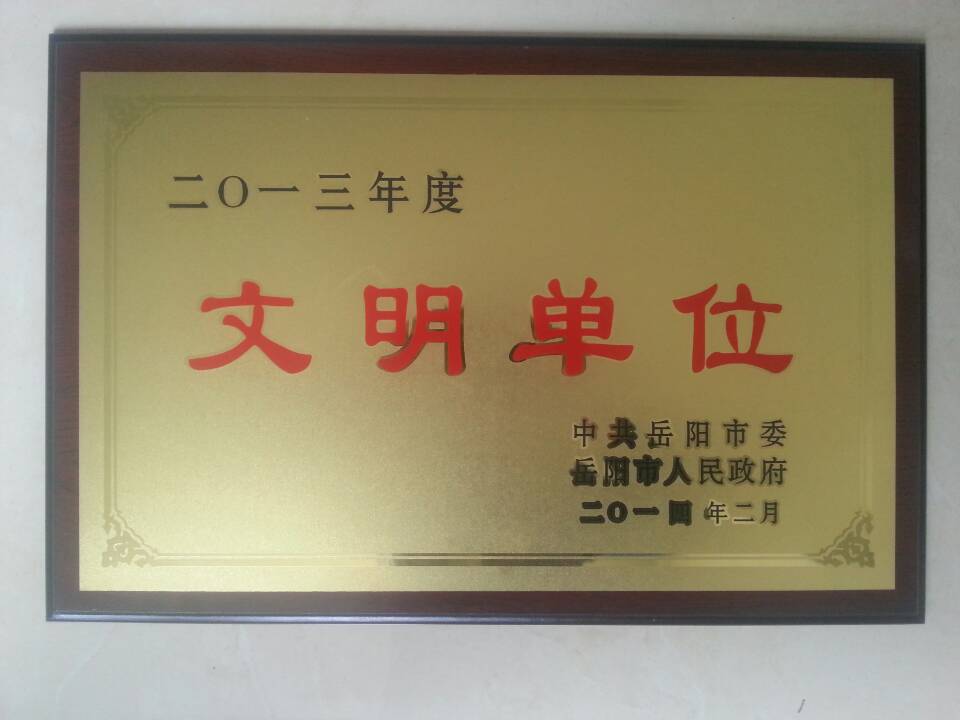 二〇一三年度
文明单位
中共岳阳市委
岳阳市人民政府
二〇一四年二月